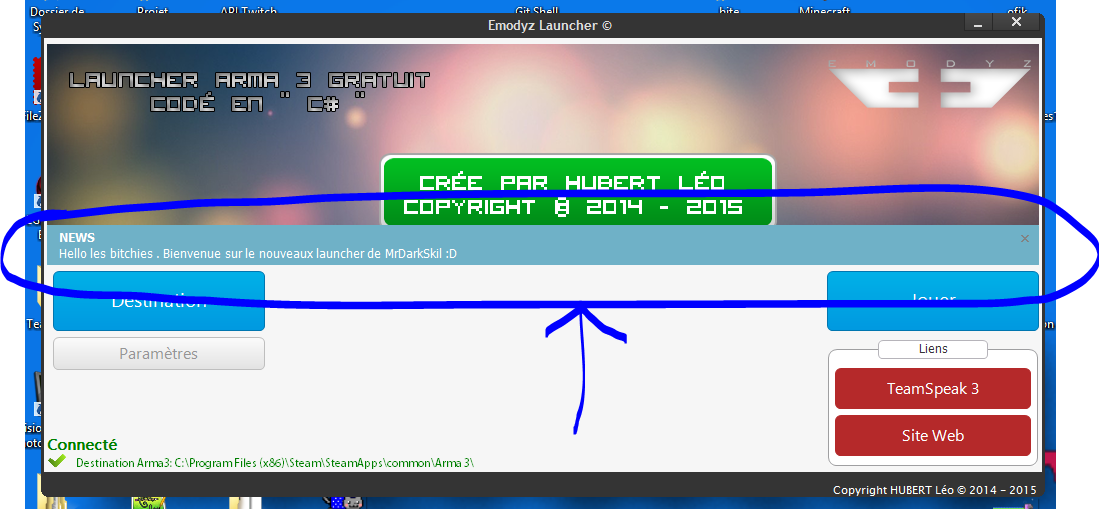 Dossier de
Projet
API Twitch
Git Shell
bite
Minecraft
ofik
Emodyz Launcher ©
LAUNCHER ARMA 3 GRATUIT
CODÉ EN " C# "
EMODYZ
CRÉE PAR HUBERT LÉO
COPYRIGHT @ 2014 - 2015
NEWS
Hello les bitchies . Bienvenue sur le nouveaux launcher de MrDarkSkil :D
Destination
Jouer
Paramètres
Liens
TeamSpeak 3
Site Web
Connecté
Destination Arma3: C:\Program Files (x86)\Steam\SteamApps\common\Arma 3\
Copyright HUBERT Léo © 2014 - 2015